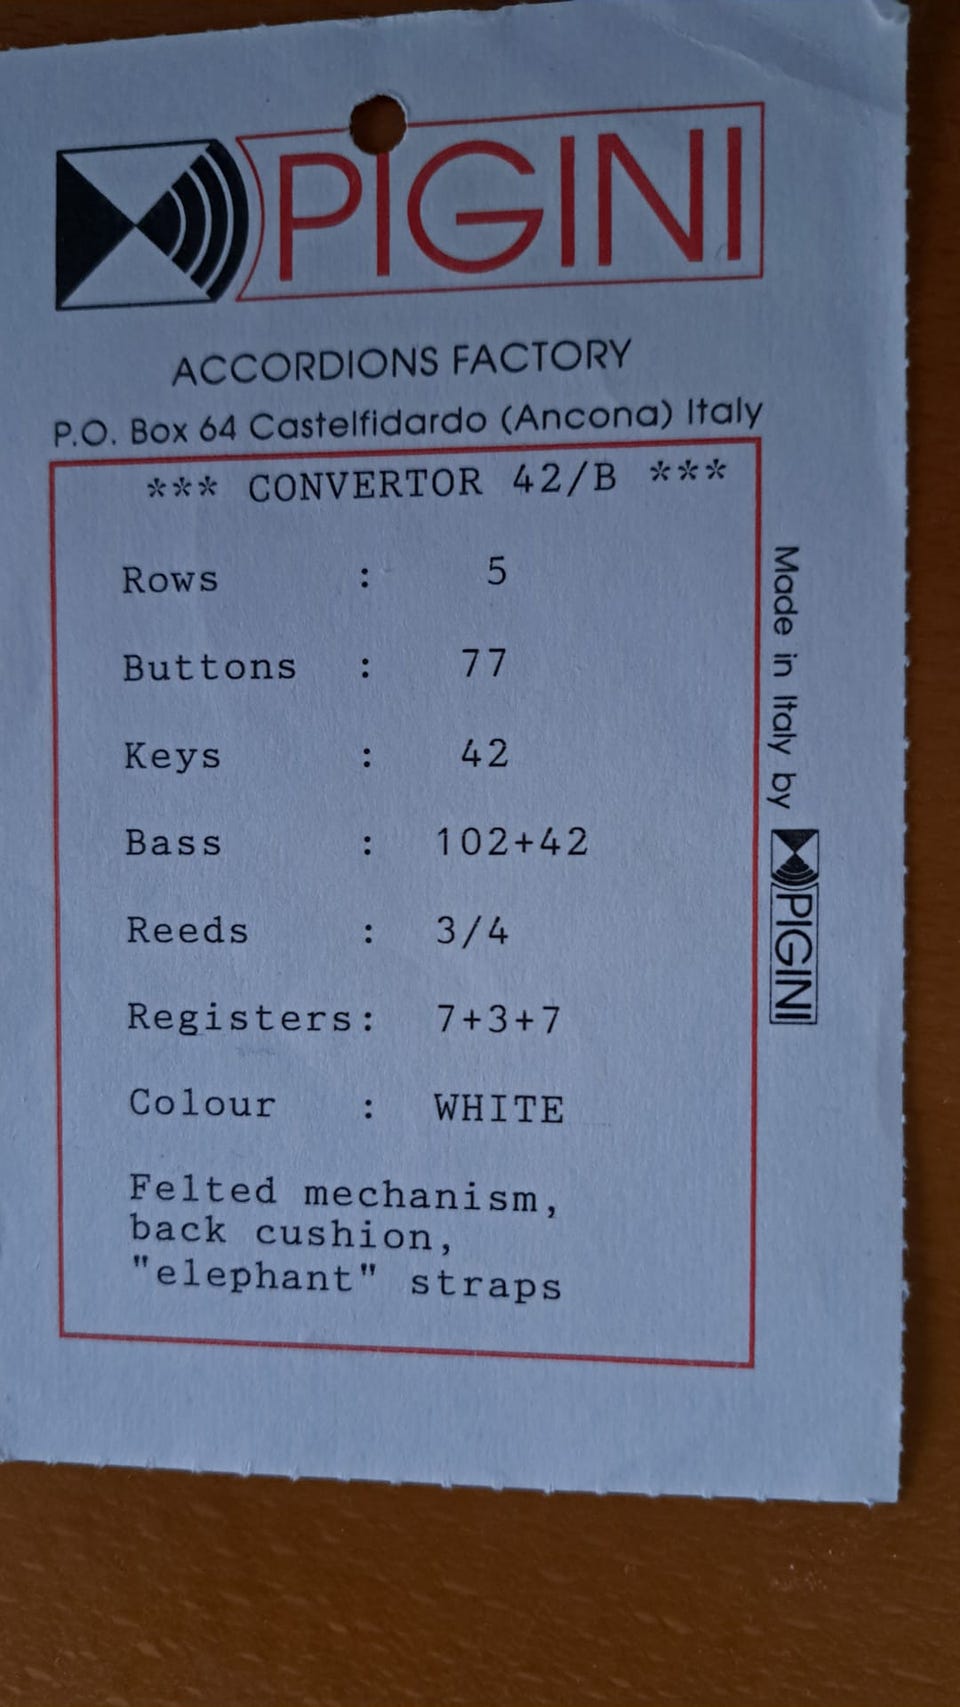 PIGINI
ACCORDIONS FACTORY
P.O. Box 64 Castelfidardo (Ancona) Italy
*** CONVERTOR 42/B ***
Rows : 5
Buttons : 77
Keys : 42
Bass : 102+42
Reeds : 3/4
Registers: 7+3+7
Colour : WHITE
Felted mechanism,
back cushion,
"elephant" straps
Made in Italy by PIGINI